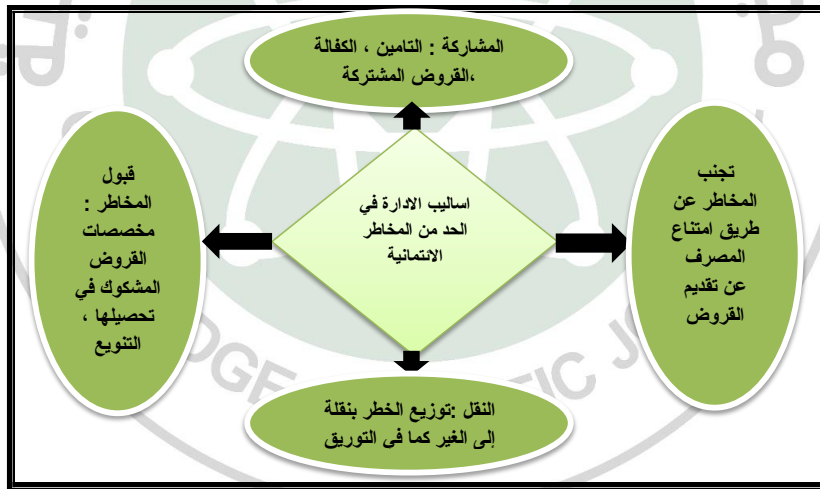 المشاركة : التامين ، الكفالة
،القروض المشتركة
تجنب
المخاطر عن
طريق امتناع
المصرف
عن تقديم
القروض
اساليب الادارة في
الحد من المخاطر
الائتمانية
قبول
المخاطر :
مخصصات
القروض
المشكوك في
تحصيلها ،
التنويع
النقل :توزيع الخطر بنقلة
إلى الغير كما في التوريق